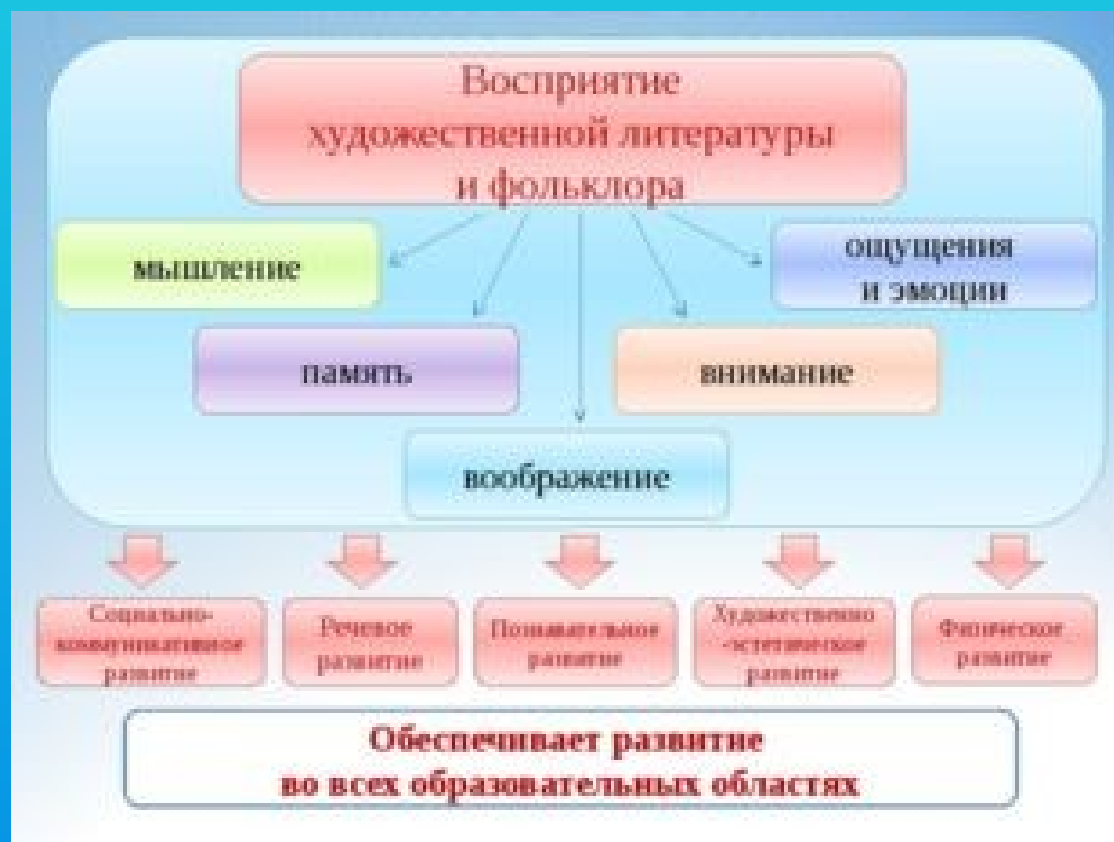 Восприятие
художественной литературы
и фольклора
мышление
ощущения
и эмоции
память
внимание
воображение
Социально-
коммуникативное
развитие
Речевое
развитие
Познавательное
развитие
Художественно
-эстетическое
развитие
Физическое
развитие
Обеспечивает развитие
во всех образовательных областях